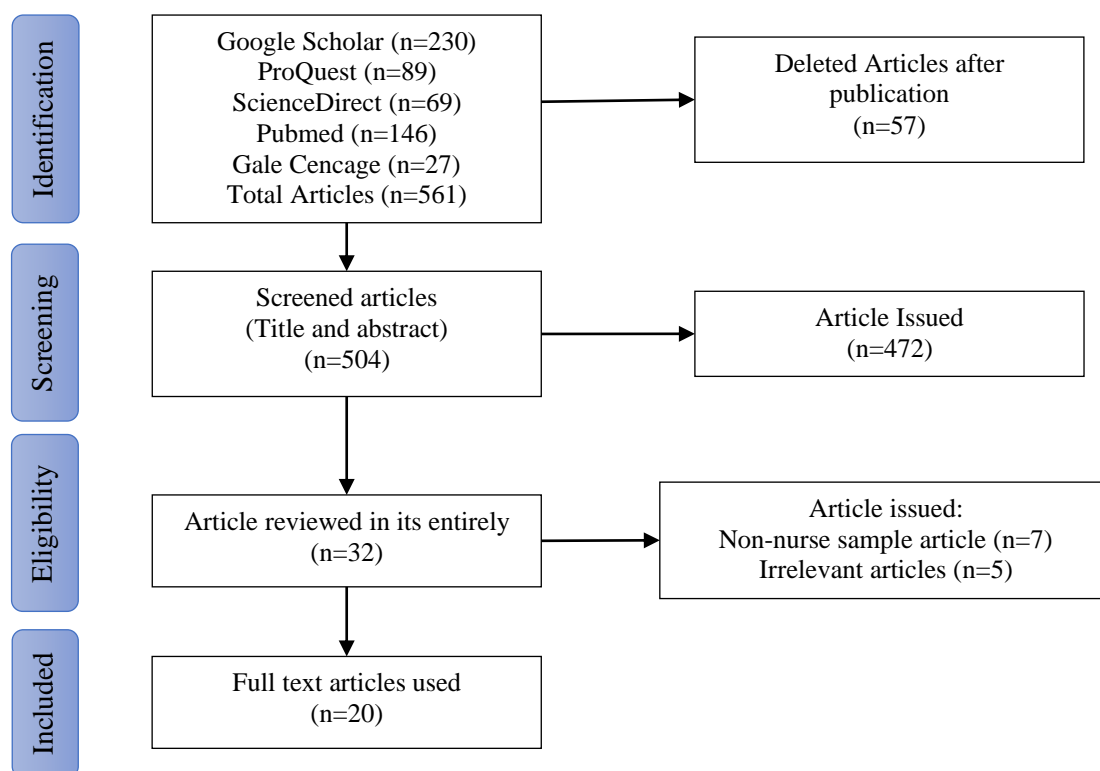 Identification
Google Scholar (n=230)
ProQuest (n=89)
ScienceDirect (n=69)
Pubmed (n=146)
Gale Cencage (n=27)
Total Articles (n=561)
Deleted Articles after
publication
(n=57)
Screening
Screened articles
(Title and abstract)
(n=504)
Article Issued
(n=472)
Eligibility
Article reviewed in its entirely
(n=32)
Article issued:
Non-nurse sample article (n=7)
Irrelevant articles (n=5)
Included
Full text articles used
(n=20)